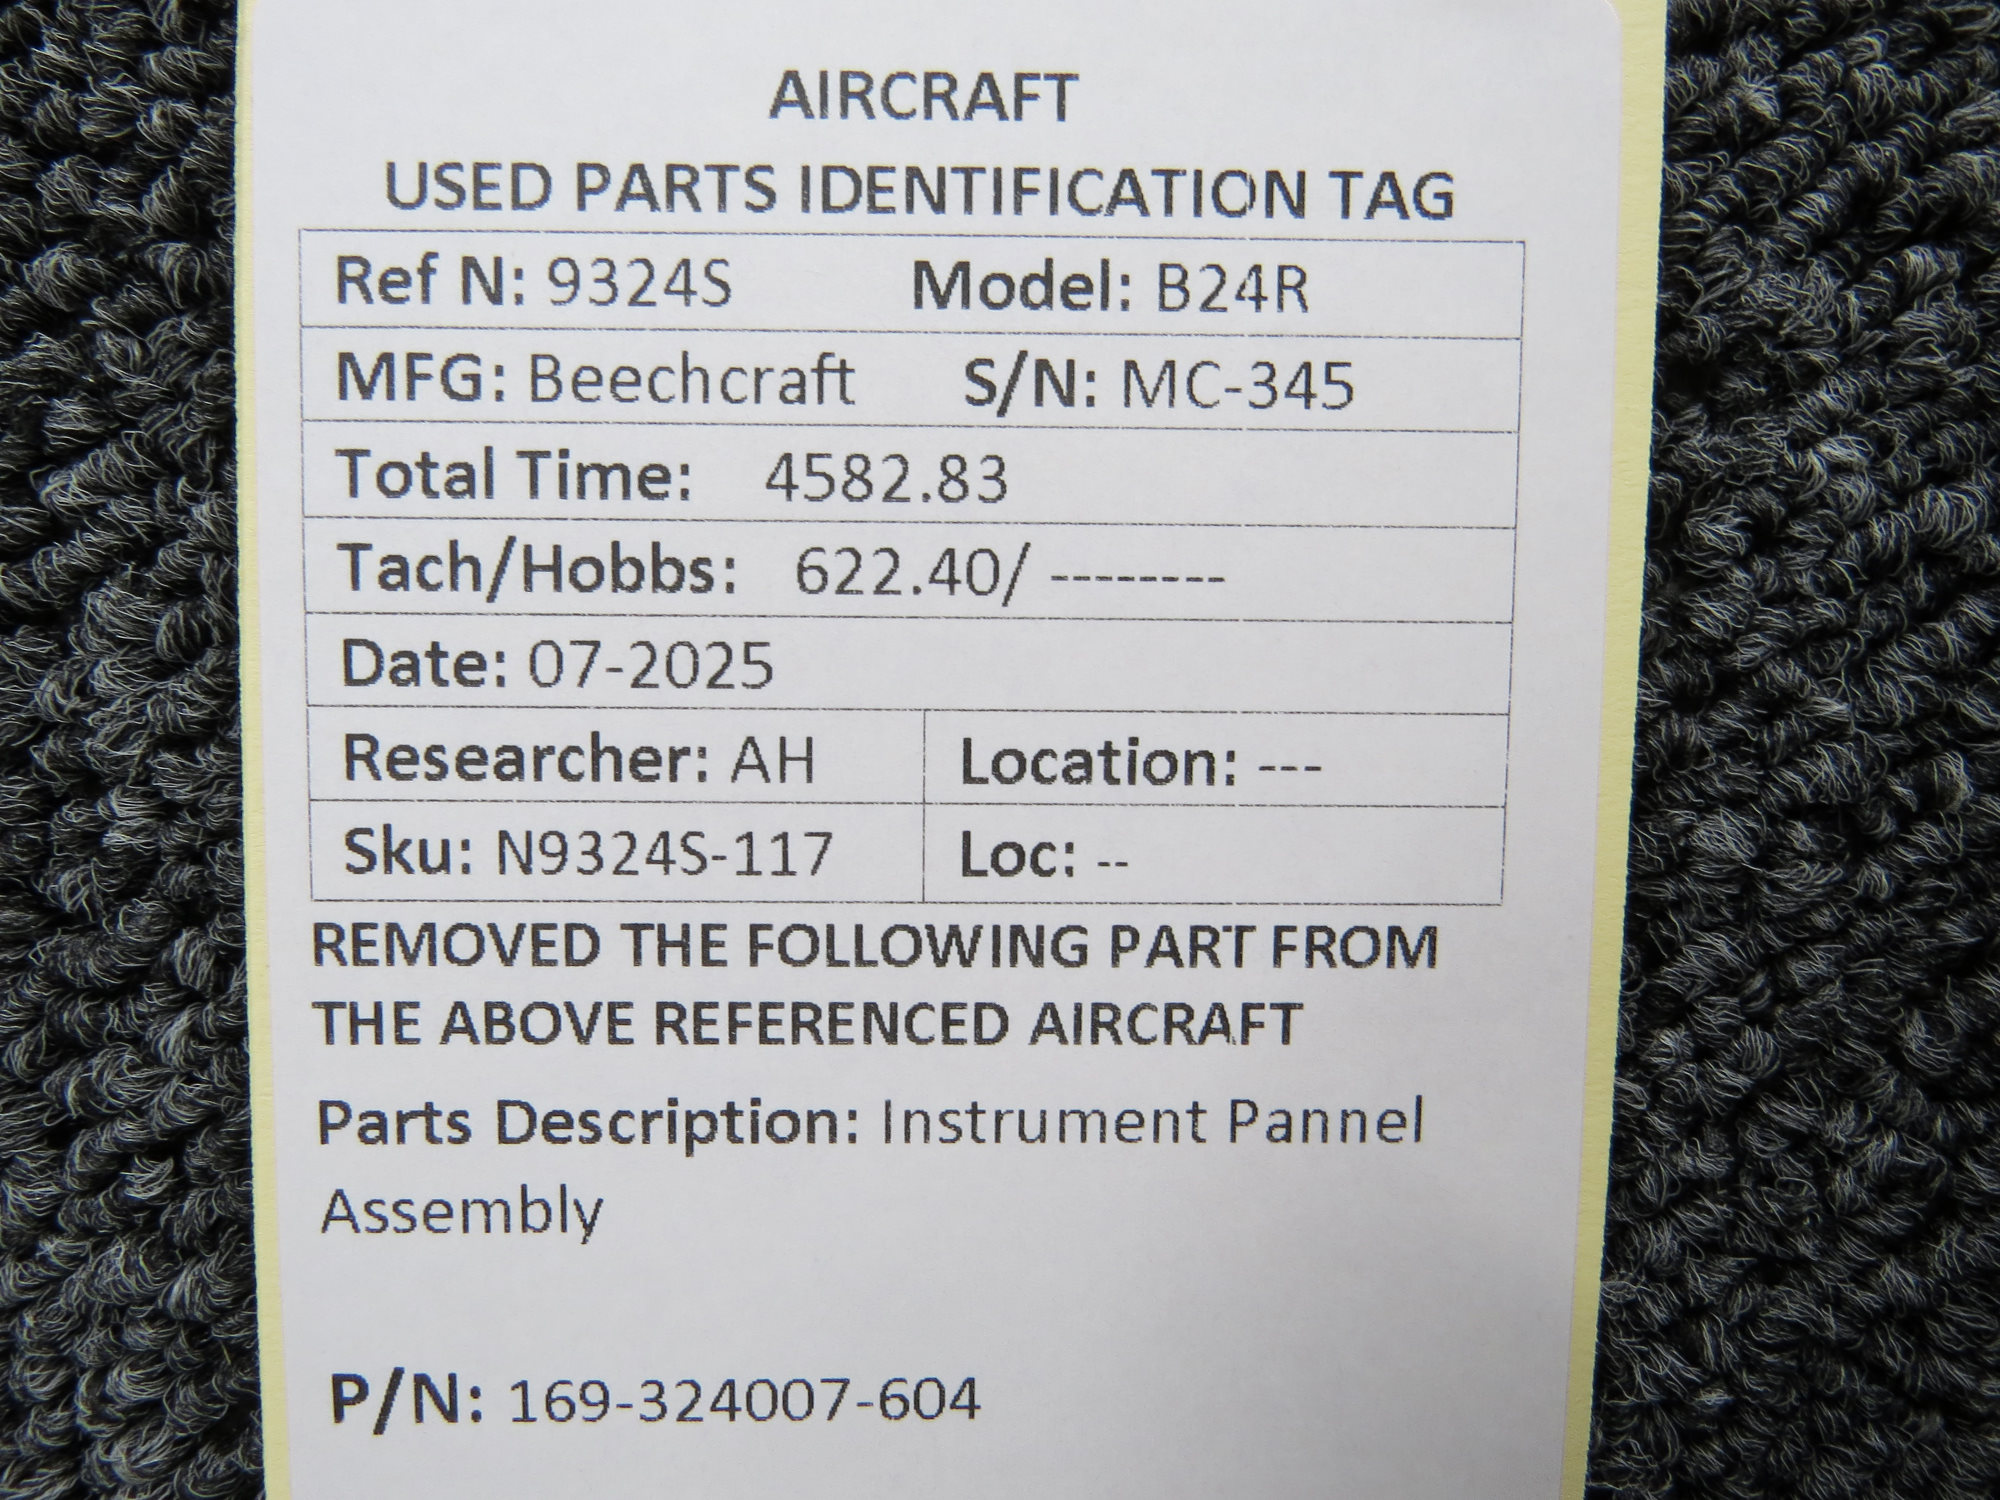 AIRCRAFT
USED PARTS IDENTIFICATION TAG
Ref N: 9324S Model: B24R
MFG: Beechcraft S/N: MC-345
Total Time: 4582.83
Tach/Hobbs: 622.40/ --------
Date: 07-2025
Researcher: AH Location: ---
Sku: N9324S-117 Loc: --
REMOVED THE FOLLOWING PART FROM
THE ABOVE REFERENCED AIRCRAFT
Parts Description: Instrument Pannel
Assembly
P/N: 169-324007-604